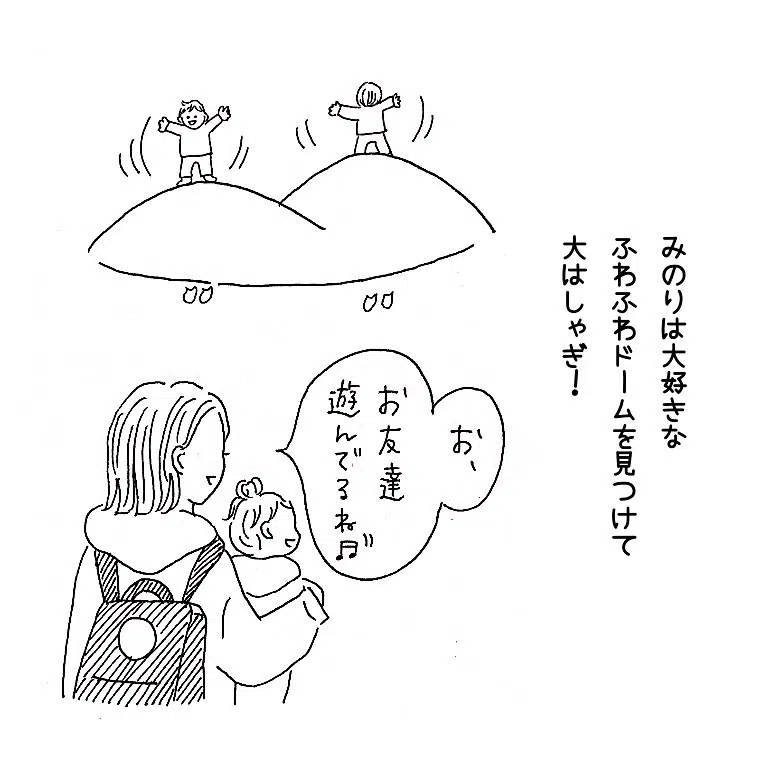 みのりは大好きな
ふわふわドームを見つけて
大はしゃぎ！
お、
お友達
遊んでるね♬"